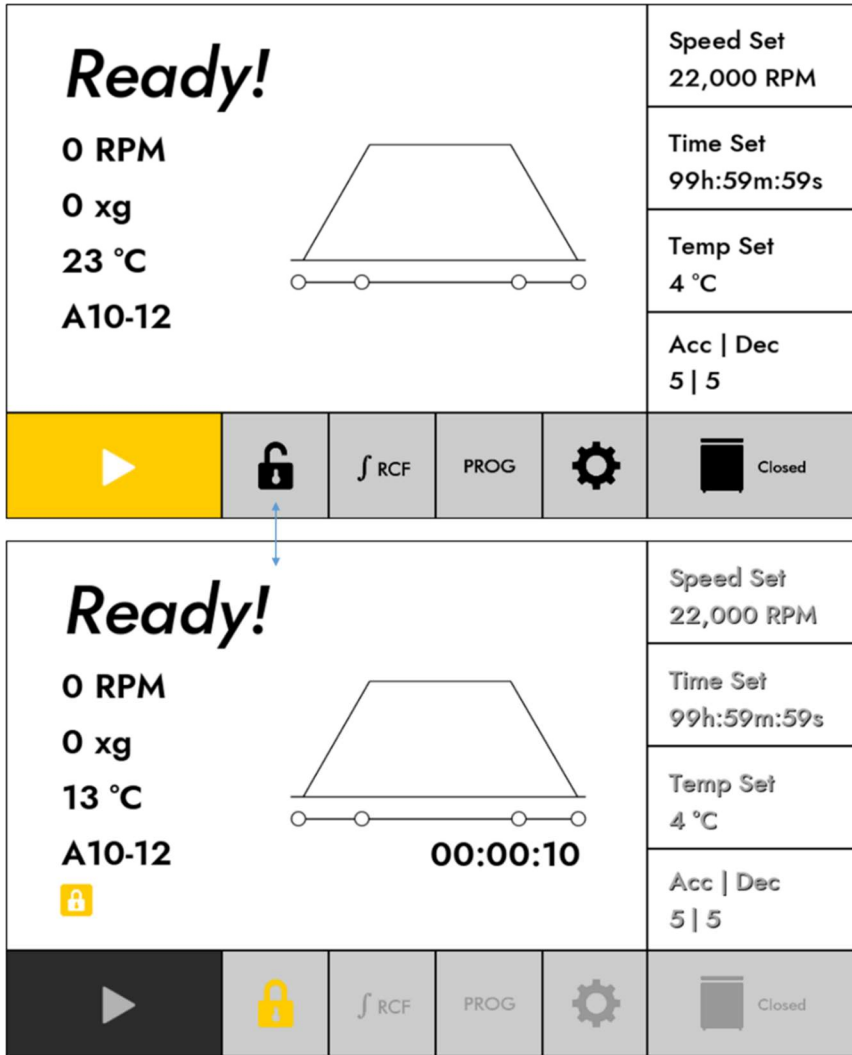 Ready!
0 RPM
0 xg
23 °C
A10-12
Speed Set
22,000 RPM
Time Set
99h:59m:59s
Temp Set
4 °C
Acc | Dec
5 | 5
∫ RCF
PROG
Closed
Ready!
0 RPM
0 xg
13 °C
A10-12
00:00:10
Speed Set
22,000 RPM
Time Set
99h:59m:59s
Temp Set
4 °C
Acc | Dec
5 | 5
∫ RCF
PROG
Closed